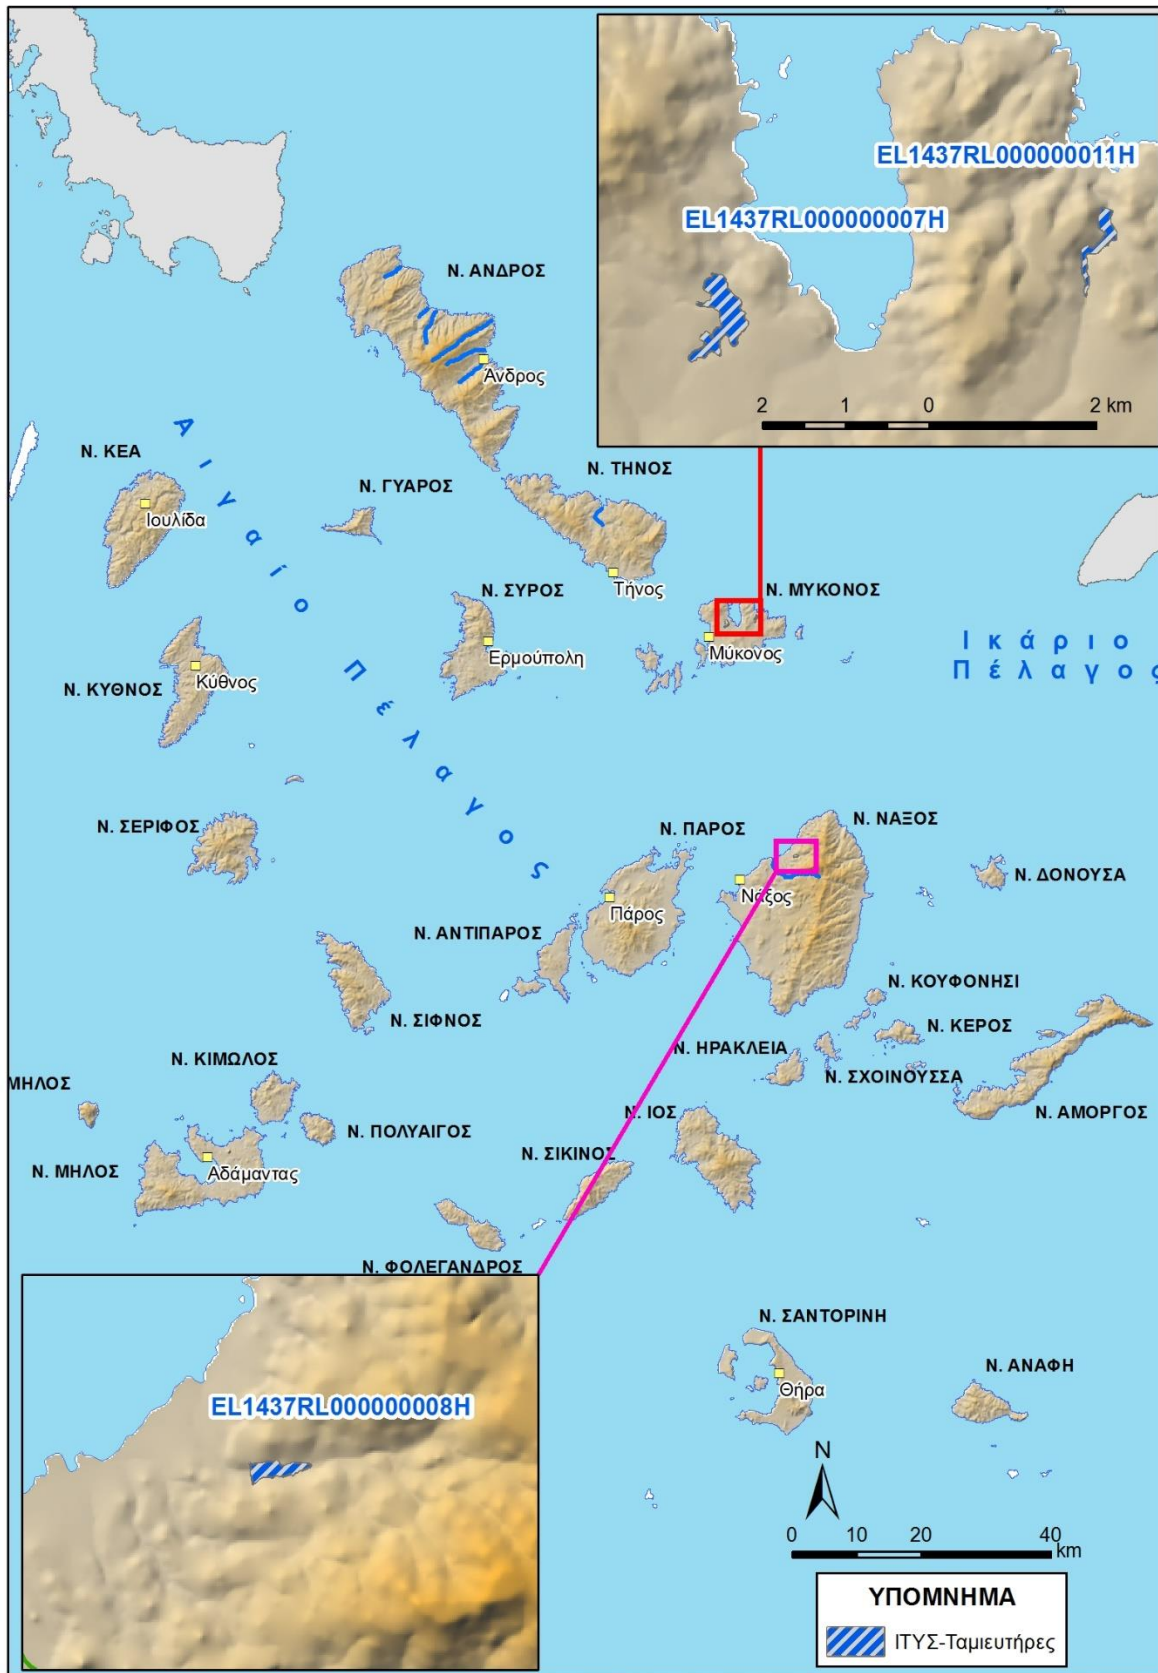 EL1437RL000000011H
EL1437RL000000007H
2 1 0 2 km
Ν. ΑΝΔΡΟΣ
Άνδρος
Ν. ΚΕΑ
Ιουλίδα
Ν. ΓΥΑΡΟΣ
Ν. ΤΗΝΟΣ
Τήνος
Ν. ΣΥΡΟΣ
Ερμούπολη
Ν. ΜΥΚΟΝΟΣ
Μύκονος
Αιγαίο Πέλαγος
Ικάριο
Πέλαγος
Ν. ΚΥΘΝΟΣ
Κύθνος
Ν. ΣΕΡΙΦΟΣ
Ν. ΠΑΡΟΣ
Πάρος
Ν. ΝΑΞΟΣ
Νάξος
Ν. ΔΟΝΟΥΣΑ
Ν. ΑΝΤΙΠΑΡΟΣ
Ν. ΣΙΦΝΟΣ
Ν. ΚΟΥΦΟΝΗΣΙ
Ν. ΚΕΡΟΣ
Ν. ΗΡΑΚΛΕΙΑ
Ν. ΣΧΟΙΝΟΥΣΣΑ
Ν. ΑΜΟΡΓΟΣ
Ν. ΚΙΜΩΛΟΣ
ΜΗΛΟΣ
Ν. ΠΟΛΥΑΙΓΟΣ
Ν. ΙΟΣ
Ν. ΣΙΚΙΝΟΣ
Ν. ΜΗΛΟΣ
Αδάμαντας
Ν. ΦΟΛΕΓΑΝΔΡΟΣ
EL1437RL000000008H
Ν. ΣΑΝΤΟΡΙΝΗ
Θήρα
Ν. ΑΝΑΦΗ
N
0 10 20 40
km
ΥΠΟΜΝΗΜΑ
ΙΤΥΣ-Ταμιευτήρες